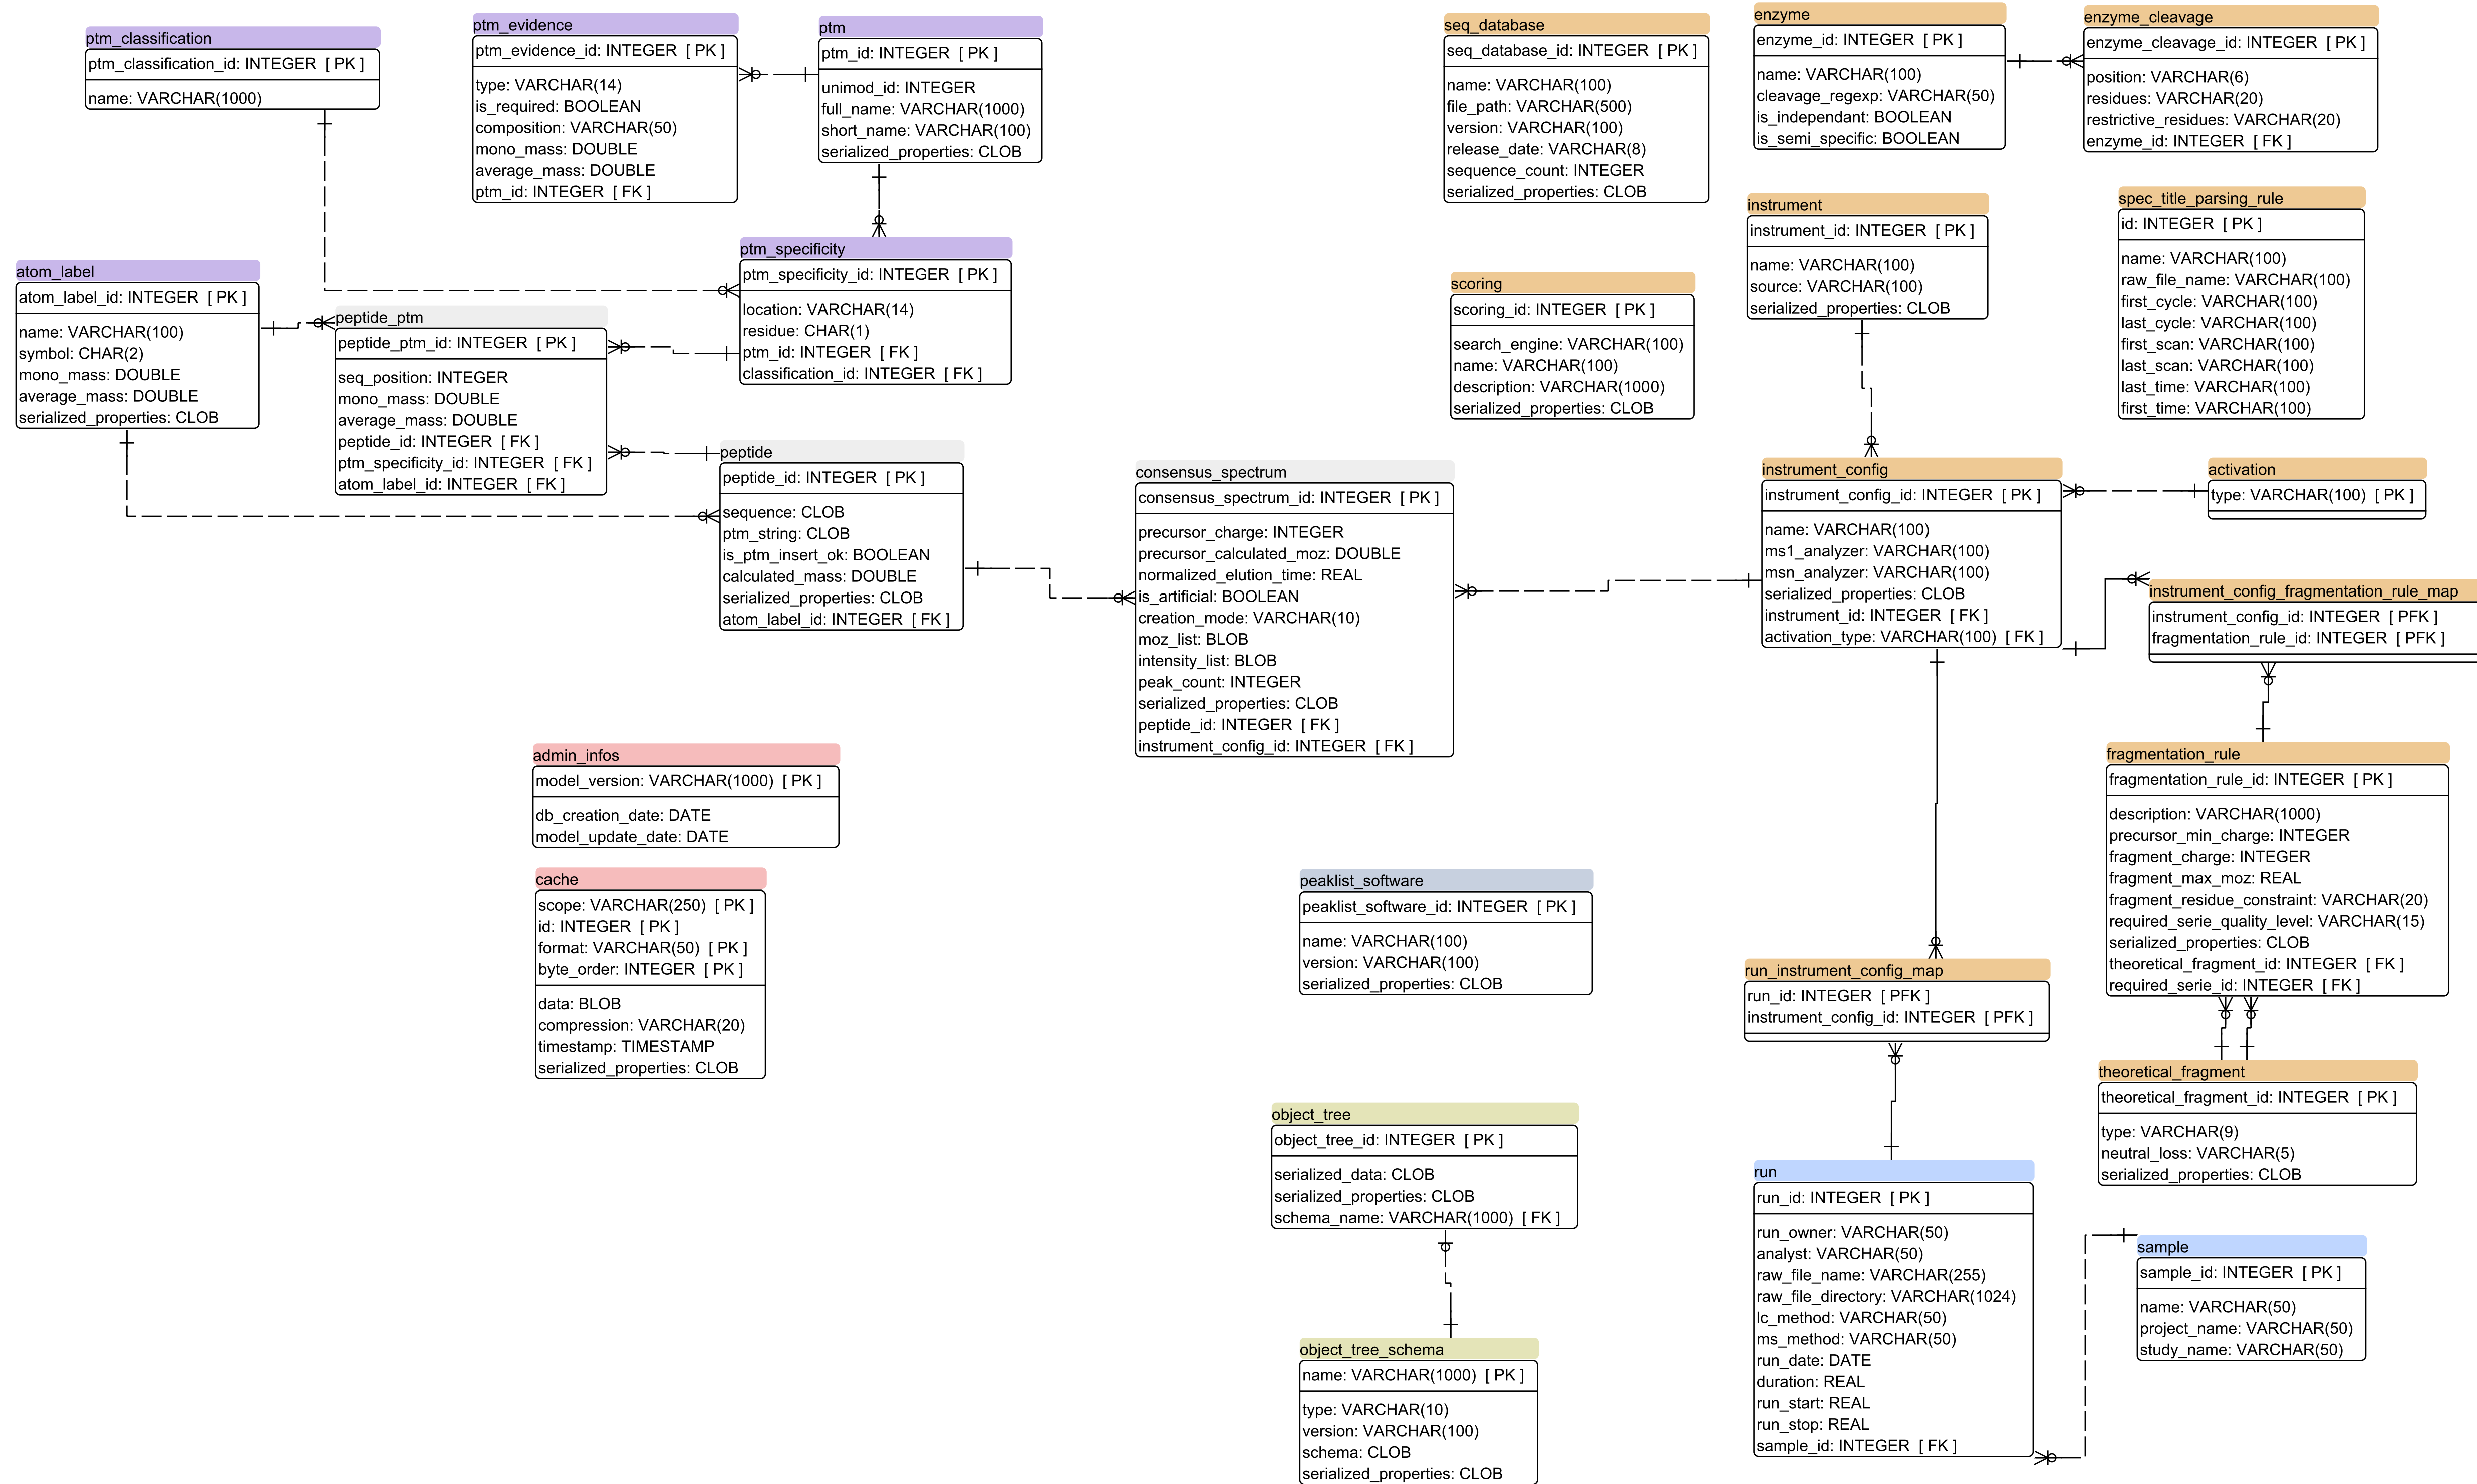 ptm_classification
ptm_classification_id: INTEGER [ PK ]
name: VARCHAR(1000)
ptm_evidence
ptm_evidence_id: INTEGER [ PK ]
type: VARCHAR(14)
is_required: BOOLEAN
composition: VARCHAR(50)
mono_mass: DOUBLE
average_mass: DOUBLE
ptm_id: INTEGER [ FK ]
ptm
ptm_id: INTEGER [ PK ]
unimod_id: INTEGER
full_name: VARCHAR(1000)
short_name: VARCHAR(100)
serialized_properties: CLOB
seq_database
seq_database_id: INTEGER [ PK ]
name: VARCHAR(100)
file_path: VARCHAR(500)
version: VARCHAR(100)
release_date: VARCHAR(8)
sequence_count: INTEGER
serialized_properties: CLOB
enzyme
enzyme_id: INTEGER [ PK ]
name: VARCHAR(100)
cleavage_regexp: VARCHAR(50)
is_independant: BOOLEAN
is_semi_specific: BOOLEAN
enzyme_cleavage
enzyme_cleavage_id: INTEGER [ PK ]
position: VARCHAR(6)
residues: VARCHAR(20)
restrictive_residues: VARCHAR(20)
enzyme_id: INTEGER [ FK ]
atom_label
atom_label_id: INTEGER [ PK ]
name: VARCHAR(100)
symbol: CHAR(2)
mono_mass: DOUBLE
average_mass: DOUBLE
serialized_properties: CLOB
peptide_ptm
peptide_ptm_id: INTEGER [ PK ]
seq_position: INTEGER
mono_mass: DOUBLE
average_mass: DOUBLE
peptide_id: INTEGER [ FK ]
ptm_specificity_id: INTEGER [ FK ]
atom_label_id: INTEGER [ FK ]
ptm_specificity
ptm_specificity_id: INTEGER [ PK ]
location: VARCHAR(14)
residue: CHAR(1)
ptm_id: INTEGER [ FK ]
classification_id: INTEGER [ FK ]
scoring
scoring_id: INTEGER [ PK ]
search_engine: VARCHAR(100)
name: VARCHAR(100)
description: VARCHAR(1000)
serialized_properties: CLOB
instrument
instrument_id: INTEGER [ PK ]
name: VARCHAR(100)
source: VARCHAR(100)
serialized_properties: CLOB
spec_title_parsing_rule
id: INTEGER [ PK ]
name: VARCHAR(100)
raw_file_name: VARCHAR(100)
first_cycle: VARCHAR(100)
last_cycle: VARCHAR(100)
first_scan: VARCHAR(100)
last_scan: VARCHAR(100)
last_time: VARCHAR(100)
first_time: VARCHAR(100)
peptide
peptide_id: INTEGER [ PK ]
sequence: CLOB
ptm_string: CLOB
is_ptm_insert_ok: BOOLEAN
calculated_mass: DOUBLE
serialized_properties: CLOB
atom_label_id: INTEGER [ FK ]
consensus_spectrum
consensus_spectrum_id: INTEGER [ PK ]
precursor_charge: INTEGER
precursor_calculated_moz: DOUBLE
normalized_elution_time: REAL
is_artificial: BOOLEAN
creation_mode: VARCHAR(10)
moz_list: BLOB
intensity_list: BLOB
peak_count: INTEGER
serialized_properties: CLOB
peptide_id: INTEGER [ FK ]
instrument_config_id: INTEGER [ FK ]
instrument_config
instrument_config_id: INTEGER [ PK ]
name: VARCHAR(100)
ms1_analyzer: VARCHAR(100)
msn_analyzer: VARCHAR(100)
serialized_properties: CLOB
instrument_id: INTEGER [ FK ]
activation_type: VARCHAR(100) [ FK ]
activation
type: VARCHAR(100) [ PK ]
instrument_config_fragmentation_rule_map
instrument_config_id: INTEGER [ PFK ]
fragmentation_rule_id: INTEGER [ PFK ]
admin_infos
model_version: VARCHAR(1000) [ PK ]
db_creation_date: DATE
model_update_date: DATE
cache
scope: VARCHAR(250) [ PK ]
id: INTEGER [ PK ]
format: VARCHAR(50) [ PK ]
byte_order: INTEGER [ PK ]
data: BLOB
compression: VARCHAR(20)
timestamp: TIMESTAMP
serialized_properties: CLOB
peaklist_software
peaklist_software_id: INTEGER [ PK ]
name: VARCHAR(100)
version: VARCHAR(100)
serialized_properties: CLOB
fragmentation_rule
fragmentation_rule_id: INTEGER [ PK ]
description: VARCHAR(1000)
precursor_min_charge: INTEGER
fragment_charge: INTEGER
fragment_max_moz: REAL
fragment_residue_constraint: VARCHAR(20)
required_serie_quality_level: VARCHAR(15)
serialized_properties: CLOB
theoretical_fragment_id: INTEGER [ FK ]
required_serie_id: INTEGER [ FK ]
run_instrument_config_map
run_id: INTEGER [ PFK ]
instrument_config_id: INTEGER [ PFK ]
theoretical_fragment
theoretical_fragment_id: INTEGER [ PK ]
type: VARCHAR(9)
neutral_loss: VARCHAR(5)
serialized_properties: CLOB
object_tree
object_tree_id: INTEGER [ PK ]
serialized_data: CLOB
serialized_properties: CLOB
schema_name: VARCHAR(1000) [ FK ]
run
run_id: INTEGER [ PK ]
run_owner: VARCHAR(50)
analyst: VARCHAR(50)
raw_file_name: VARCHAR(255)
raw_file_directory: VARCHAR(1024)
lc_method: VARCHAR(50)
ms_method: VARCHAR(50)
run_date: DATE
duration: REAL
run_start: REAL
run_stop: REAL
sample_id: INTEGER [ FK ]
sample
sample_id: INTEGER [ PK ]
name: VARCHAR(50)
project_name: VARCHAR(50)
study_name: VARCHAR(50)
object_tree_schema
name: VARCHAR(1000) [ PK ]
type: VARCHAR(10)
version: VARCHAR(100)
schema: CLOB
serialized_properties: CLOB